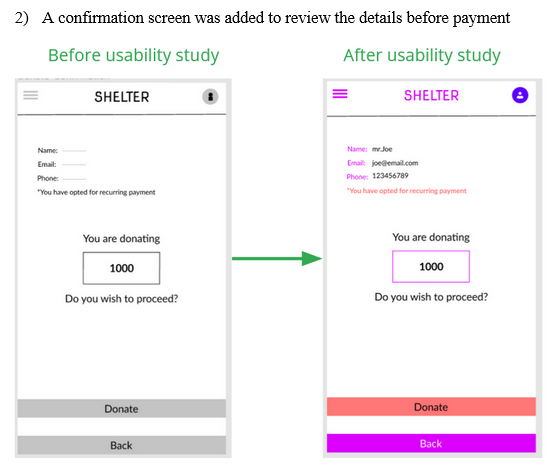 2) A confirmation screen was added to review the details before payment
Before usability study
After usability study
SHELTER
Name:
Email:
Phone:
*You have opted for recurring payment
You are donating
1000
Do you wish to proceed?
Donate
Back
SHELTER
Name: mr.Joe
Email: joe@email.com
Phone: 123456789
*You have opted for recurring payment
You are donating
1000
Do you wish to proceed?
Donate
Back